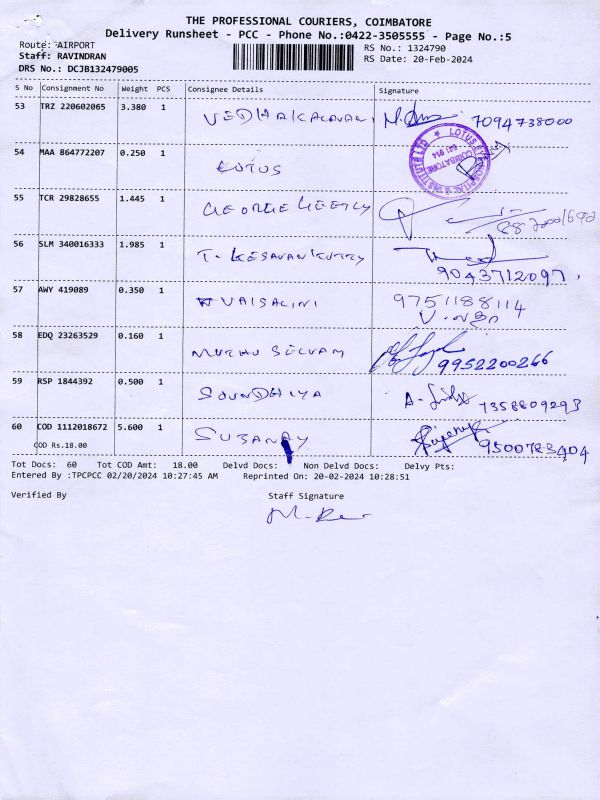 THE PROFESSIONAL COURIERS, COIMBATORE
Delivery Runsheet - PCC - Phone No.:0422-3505555 - Page No.:5
Route: AIRPORT
Staff: RAVINDRAN
DRS No.: DCJB132479005
RS No.: 1324790
RS Date: 20-Feb-2024
S No Consignment No Weight PCS Consignee Details Signature
53 TRZ 220602065 3.380 1 7094738000
54 MAA 864772207 0.250 1 LOTUS
55 TCR 29828655 1.445 1 GEORGE
56 SLM 340016333 1.985 1 T. KESAVAN KUTTY
9043712097
57 AWY 419089 0.350 1 VAISALINI 9751188114
58 EDQ 23263529 0.160 1 MUTHU SELVAM 9952200266
59 RSP 1844392 0.500 1 SOUNDHIYA 7358809293
60 COD 1112018672 5.600 1 9500783404
COD Rs.18.00
Tot Docs: 60 Tot COD Amt: 18.00 Delvd Docs: Non Delvd Docs: Delvy Pts:
Entered By :TPCPCC 02/20/2024 10:27:45 AM Reprinted On: 20-02-2024 10:28:51
Verified By Staff Signature